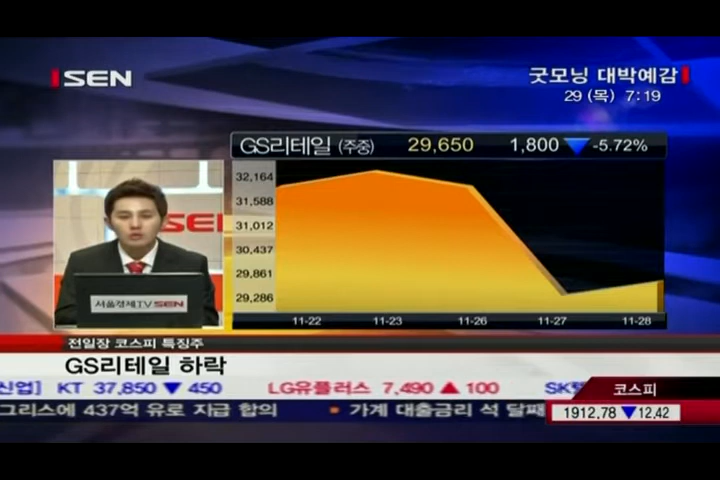 SEN
굿모닝 대박예감
29 (목) 7:19
GS리테일 (주중) 29,650 1,800 ▼ -5.72%
32,164
31,588
31,012
30,437
29,861
29,286
11-22 11-23 11-26 11-27 11-28
SEN
서울경제TV SEN
전일장 코스피 특징주
GS리테일 하락
신업] KT 37,850 ▼ 450 LG유플러스 7,490 ▲ 100 SK텔
코스피
그리스에 437억 유로 지급 합의 • 가계 대출금리 석 달째
1912.78 ▼12.42